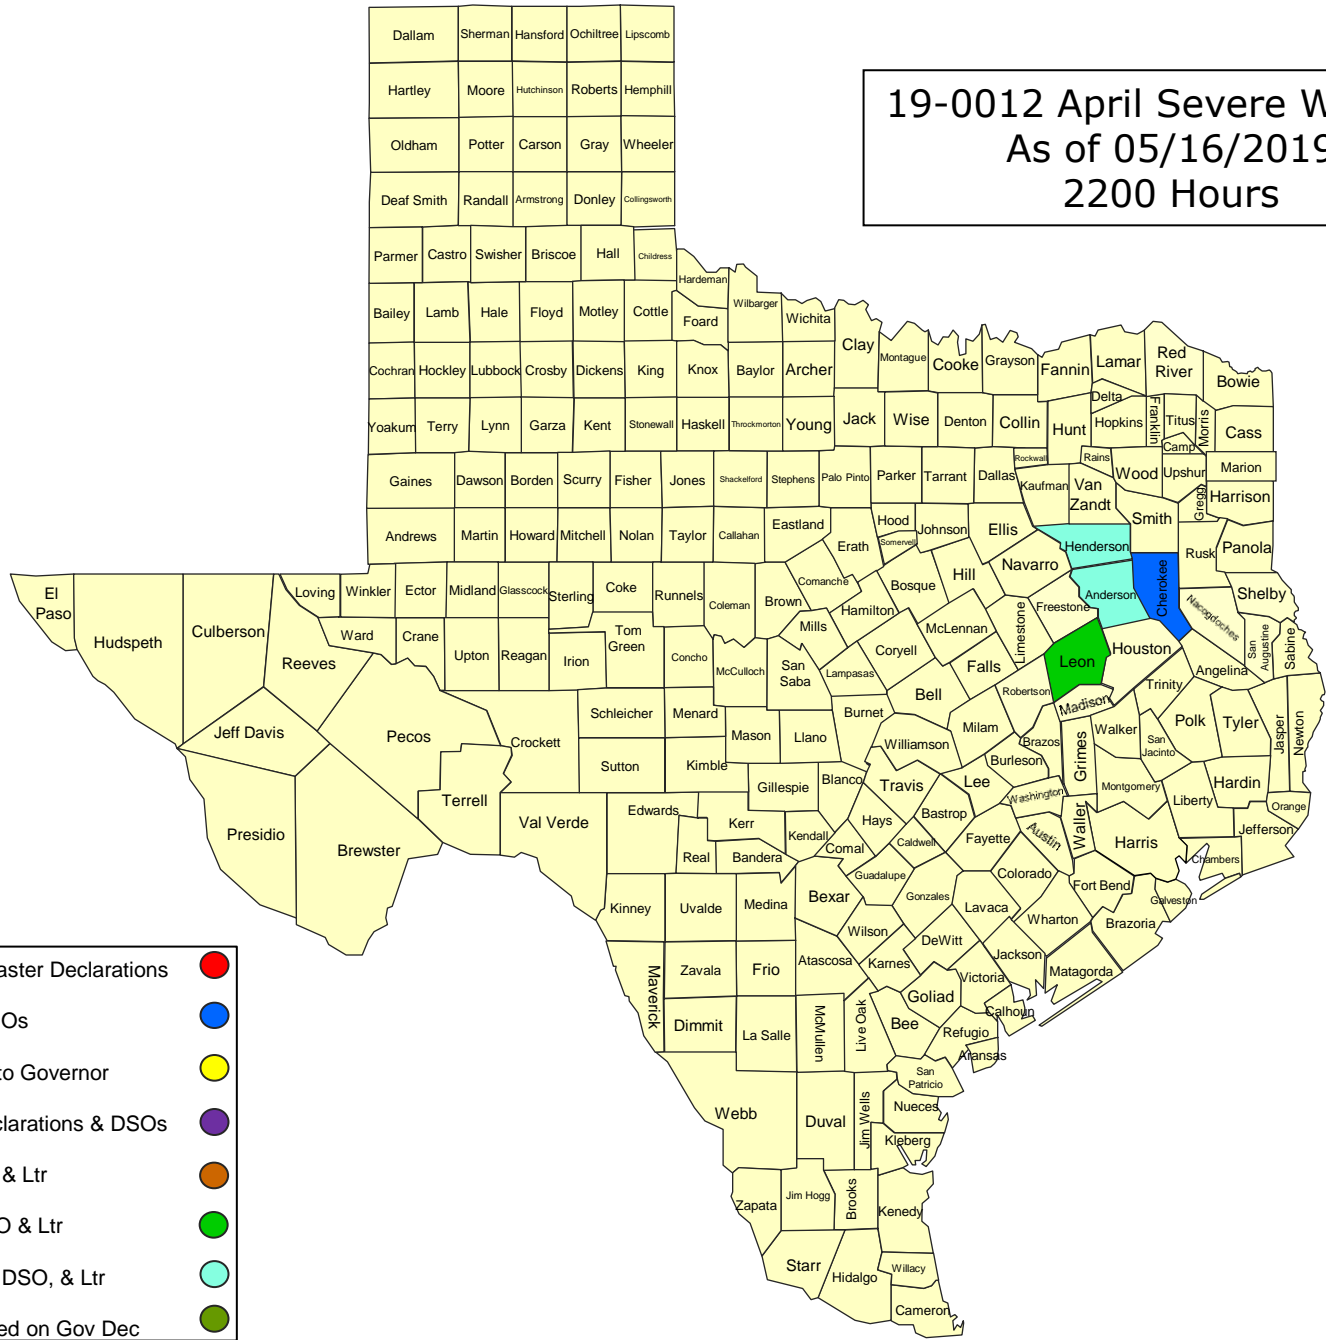 Dallam Sherman Hansford Ochiltree Lipscomb
Hartley Moore Hutchinson Roberts Hemphill
19-0012 April Severe W
As of 05/16/2019
2200 Hours
Oldham Potter Carson Gray Wheeler
Deaf Smith Randall Armstrong Donley Collingsworth
Parmer Castro Swisher Briscoe Hall Childress
Hardeman
Bailey Lamb Hale Floyd Motley Cottle Foard Wilbarger Wichita
Clay Montague Cooke Grayson Fannin Lamar Red
River Bowie
Cochran Hockley Lubbock Crosby Dickens King Knox Baylor Archer
Delta
Yoakum Terry Lynn Garza Kent Stonewall Haskell Throckmorton Young Jack Wise Denton Collin Hunt Hopkins Franklin Titus Morris Cass
Camp
Rockwall Rains
Gaines Dawson Borden Scurry Fisher Jones Shackelford Stephens Palo Pinto Parker Tarrant Dallas Kaufman Van
Zandt Wood Upshur Marion
Gregg Harrison
Andrews Martin Howard Mitchell Nolan Taylor Callahan Eastland Erath Hood Somervell Johnson Ellis Henderson Smith Rusk Panola
El
Paso Hudspeth Culberson Loving Winkler Ector Midland Glasscock Sterling Coke Runnels Coleman Brown Comanche Hamilton Bosque Hill Navarro Freestone Anderson Cherokee Nacogdoches Shelby
Reeves Ward Crane Upton Reagan Irion Tom
Green Concho McCulloch San
Saba Mills Lampasas Coryell McLennan Falls Limestone Leon Houston Angelina San
Augustine Sabine
Jeff Davis Pecos Crockett Schleicher Menard Mason Llano Burnet Bell Milam Robertson Madison Trinity Walker San
Jacinto Polk Tyler Jasper Newton
Terrell Sutton Kimble Gillespie Blanco Williamson Travis Lee Burleson Brazos Grimes Montgomery Liberty Hardin Orange
Presidio Brewster Val Verde Edwards Kerr Kendall Comal Hays Caldwell Bastrop Fayette Washington Austin Waller Harris Jefferson Chambers
Real Bandera
Kinney Uvalde Medina Bexar Guadalupe Gonzales Lavaca Colorado Fort Bend Galveston
Wilson DeWitt Wharton Brazoria
Maverick Zavala Frio Atascosa Karnes Goliad Victoria Jackson Matagorda
Dimmit La Salle McMullen Live Oak Bee Refugio Calhoun
Aransas
San
Patricio
Webb Duval Jim Wells Nueces
Kleberg
Zapata Jim Hogg Brooks Kenedy
Starr Hidalgo Willacy
Cameron
aster Declarations
Os
to Governor
clarations & DSOs
& Ltr
O & Ltr
DSO, & Ltr
ed on Gov Dec